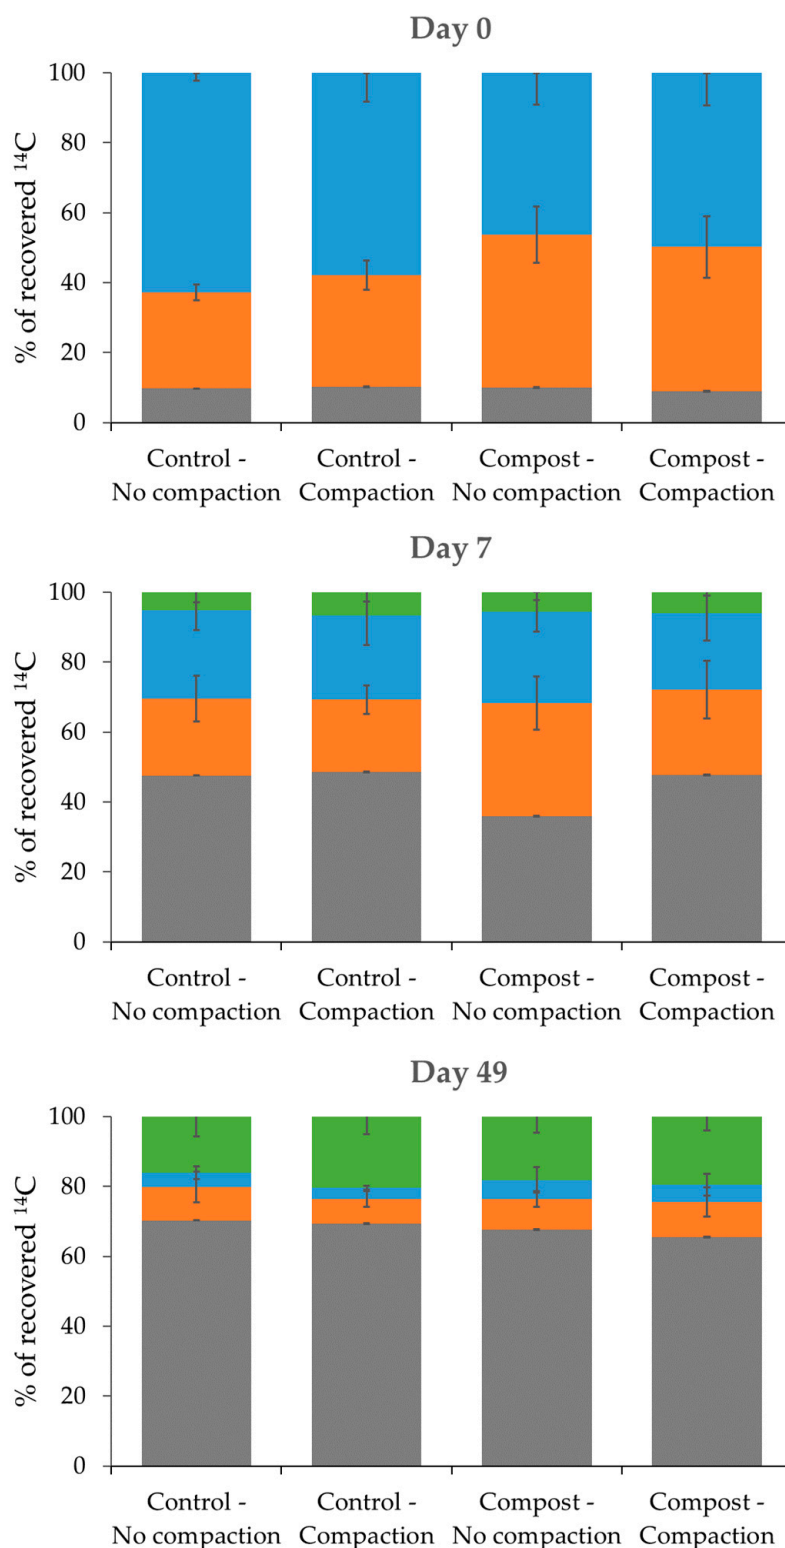 Day 0
% of recovered ¹⁴C
100
80
60
40
20
0
Control -
No compaction
Control -
Compaction
Compost -
No compaction
Compost -
Compaction
Day 7
% of recovered ¹⁴C
100
80
60
40
20
0
Control -
No compaction
Control -
Compaction
Compost -
No compaction
Compost -
Compaction
Day 49
% of recovered ¹⁴C
100
80
60
40
20
0
Control -
No compaction
Control -
Compaction
Compost -
No compaction
Compost -
Compaction